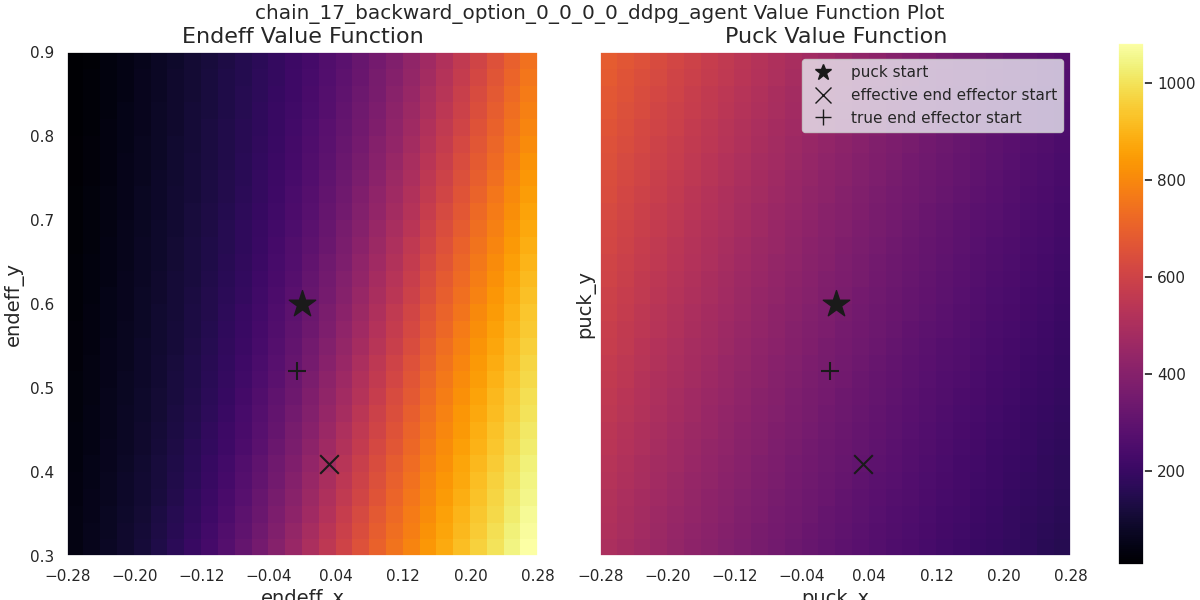 chain_17_backward_option_0_0_0_0_ddpg_agent Value Function Plot
Endeff Value Function
Puck Value Function
0.9
0.8
0.7
0.6
0.5
0.4
0.3
endeff_y
−0.28 −0.20 −0.12 −0.04 0.04 0.12 0.20 0.28
endeff_x
puck start
effective end effector start
true end effector start
puck_y
−0.28 −0.20 −0.12 −0.04 0.04 0.12 0.20 0.28
puck_x
1000
800
600
400
200